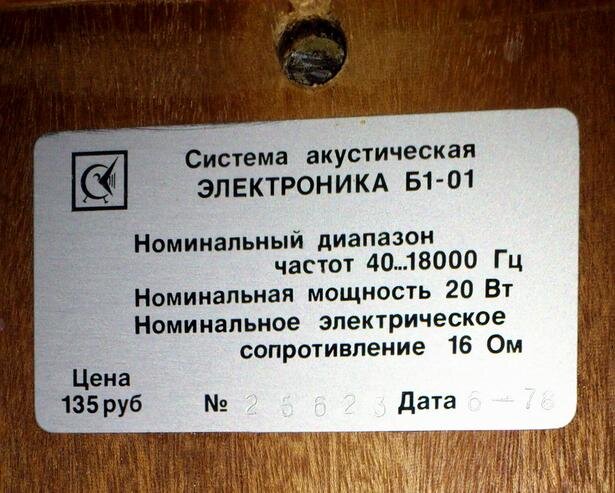 Система акустическая
ЭЛЕКТРОНИКА Б1-01
Номинальный диапазон
частот 40...18000 Гц
Номинальная мощность 20 Вт
Номинальное электрическое
сопротивление 16 Ом
Цена
135 руб
№ 26623 Дата 6-78